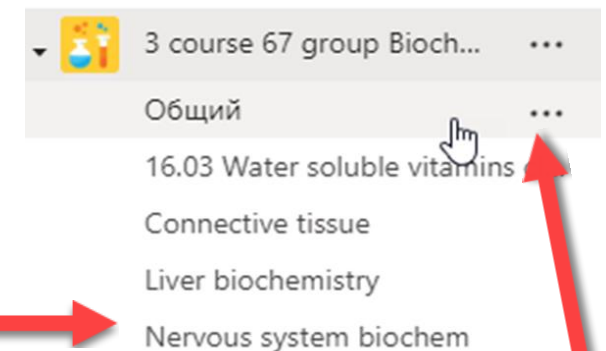 3 course 67 group Bioch... ...
Общий ...
16.03 Water soluble vitamins
Connective tissue
Liver biochemistry
Nervous system biochem